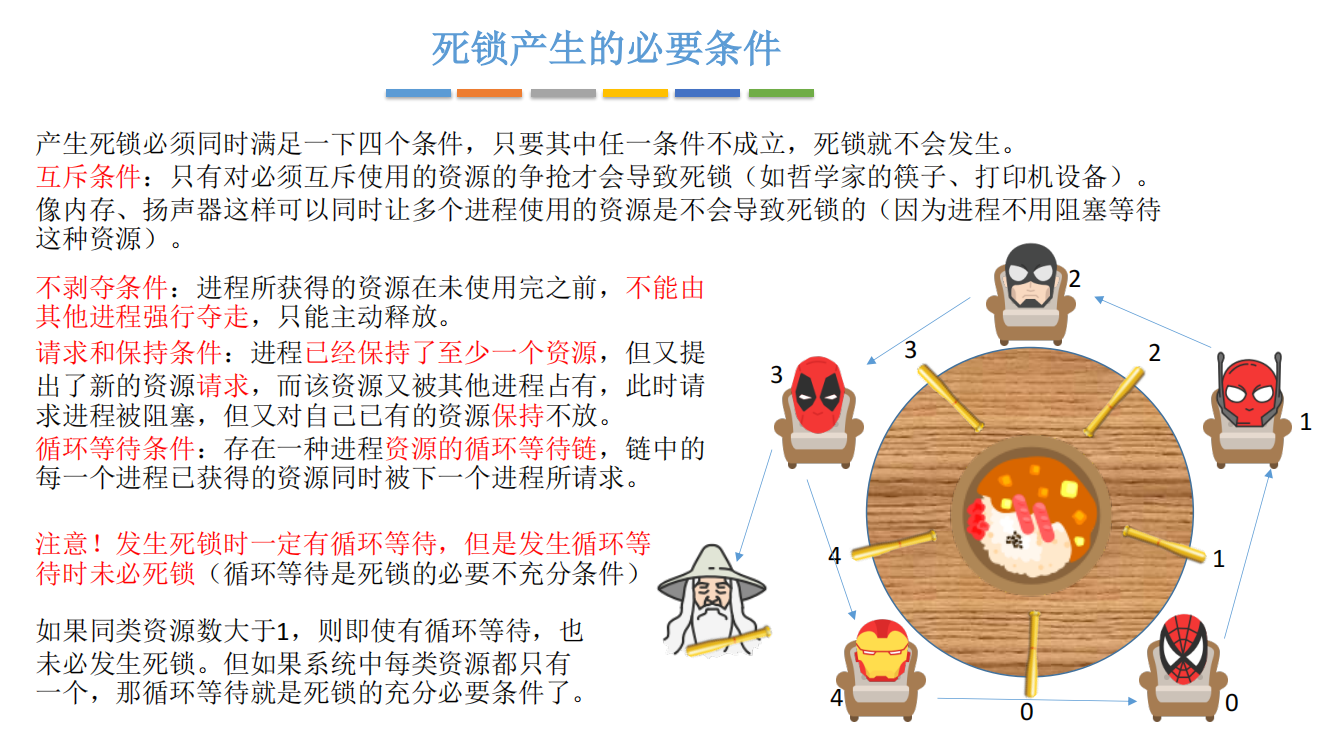 死锁产生的必要条件
产生死锁必须同时满足一下四个条件，只要其中任一条件不成立，死锁就不会发生。
互斥条件：只有对必须互斥使用的资源的争抢才会导致死锁（如哲学家的筷子、打印机设备）。
像内存、扬声器这样可以同时让多个进程使用的资源是不会导致死锁的（因为进程不用阻塞等待
这种资源）。
不剥夺条件：进程所获得的资源在未使用完之前，不能由
其他进程强行夺走，只能主动释放。
请求和保持条件：进程已经保持了至少一个资源，但又提
出了新的资源请求，而该资源又被其他进程占有，此时请
求进程被阻塞，但又对自己已有的资源保持不放。
循环等待条件：存在一种进程资源的循环等待链，链中的
每一个进程已获得的资源同时被下一个进程所请求。
注意！发生死锁时一定有循环等待，但是发生循环等
待时未必死锁（循环等待是死锁的必要不充分条件）
如果同类资源数大于1，则即使有循环等待，也
未必发生死锁。但如果系统中每类资源都只有
一个，那循环等待就是死锁的充分必要条件了。
2
3
2
3
1
4
1
4
0
0